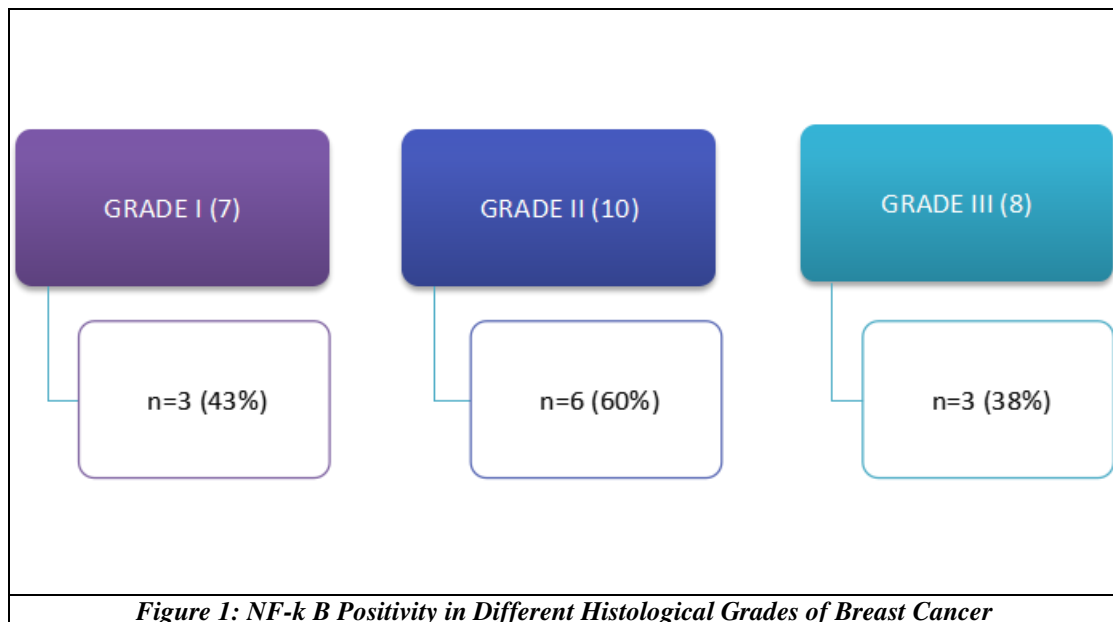 GRADE I (7)
GRADE II (10)
GRADE III (8)
n=3 (43%)
n=6 (60%)
n=3 (38%)
Figure 1: NF-k B Positivity in Different Histological Grades of Breast Cancer